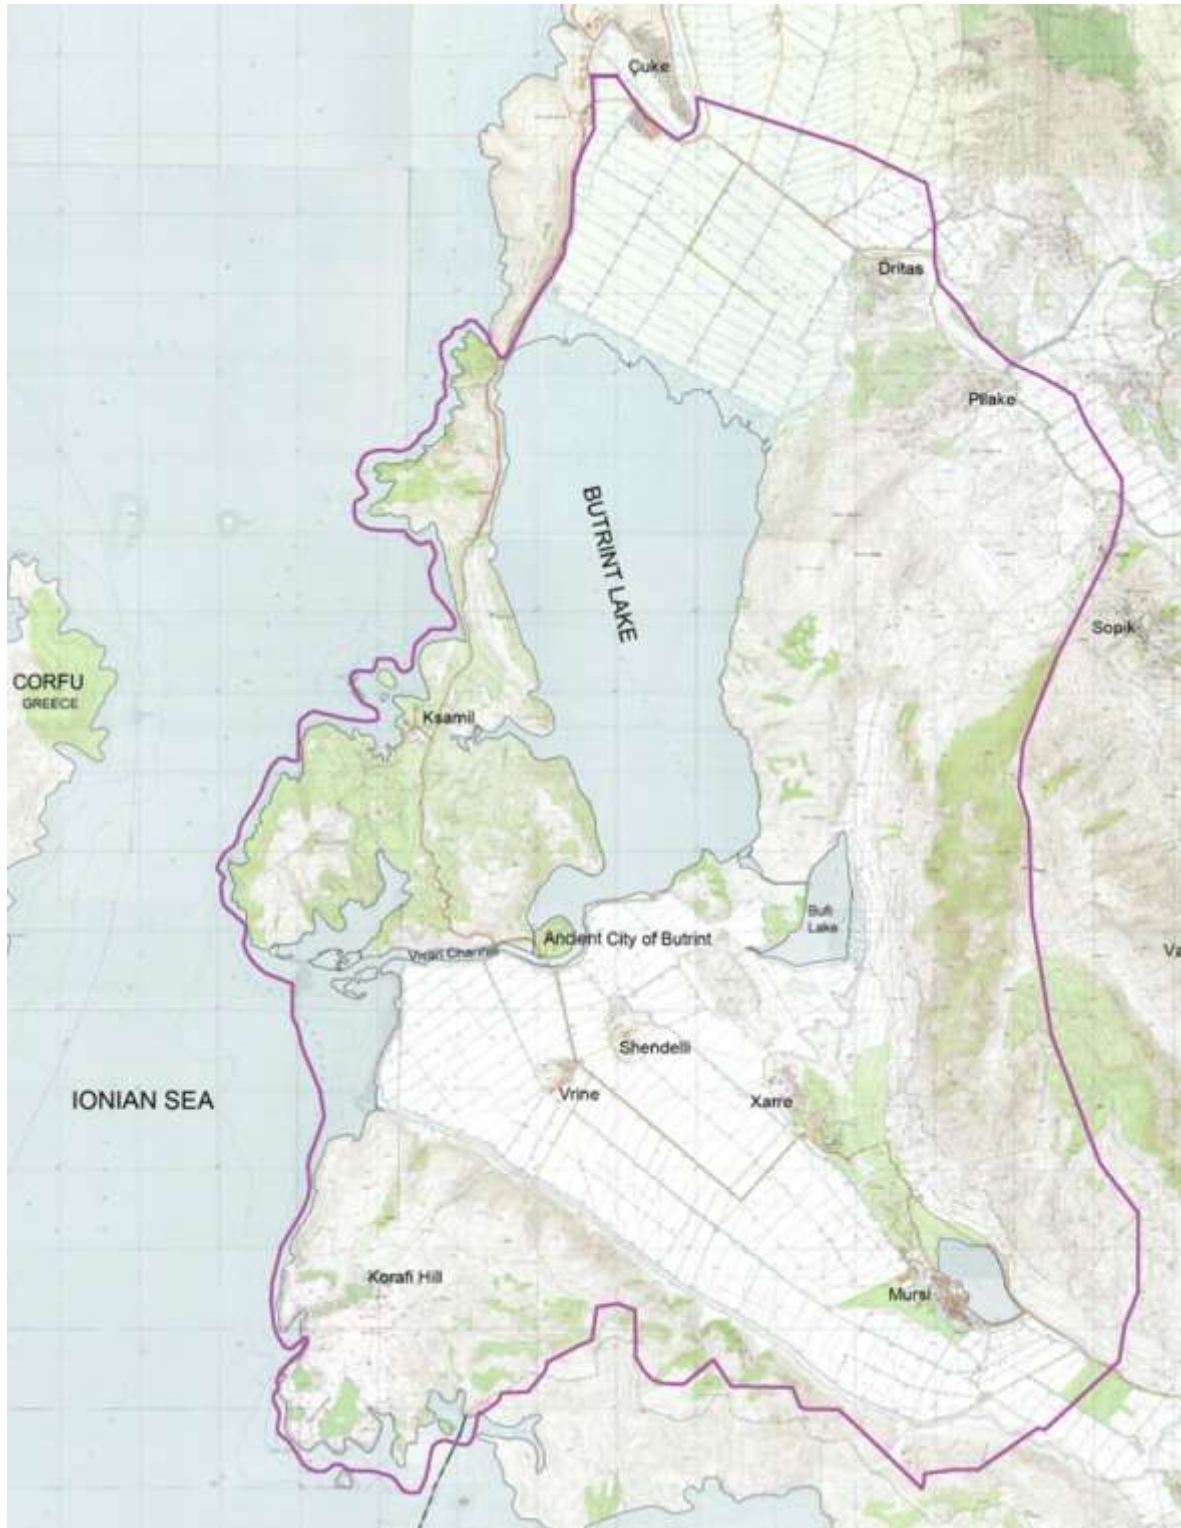 Çuke
Dritas
Pllake
BUTRINT LAKE
Sopik
CORFU
GREECE
Ksamil
Bufi
Lake
Ancient City of Butrint
Vivari Channel
Va
Shendelli
IONIAN SEA
Vrine
Xarre
Korafi Hill
Mursi